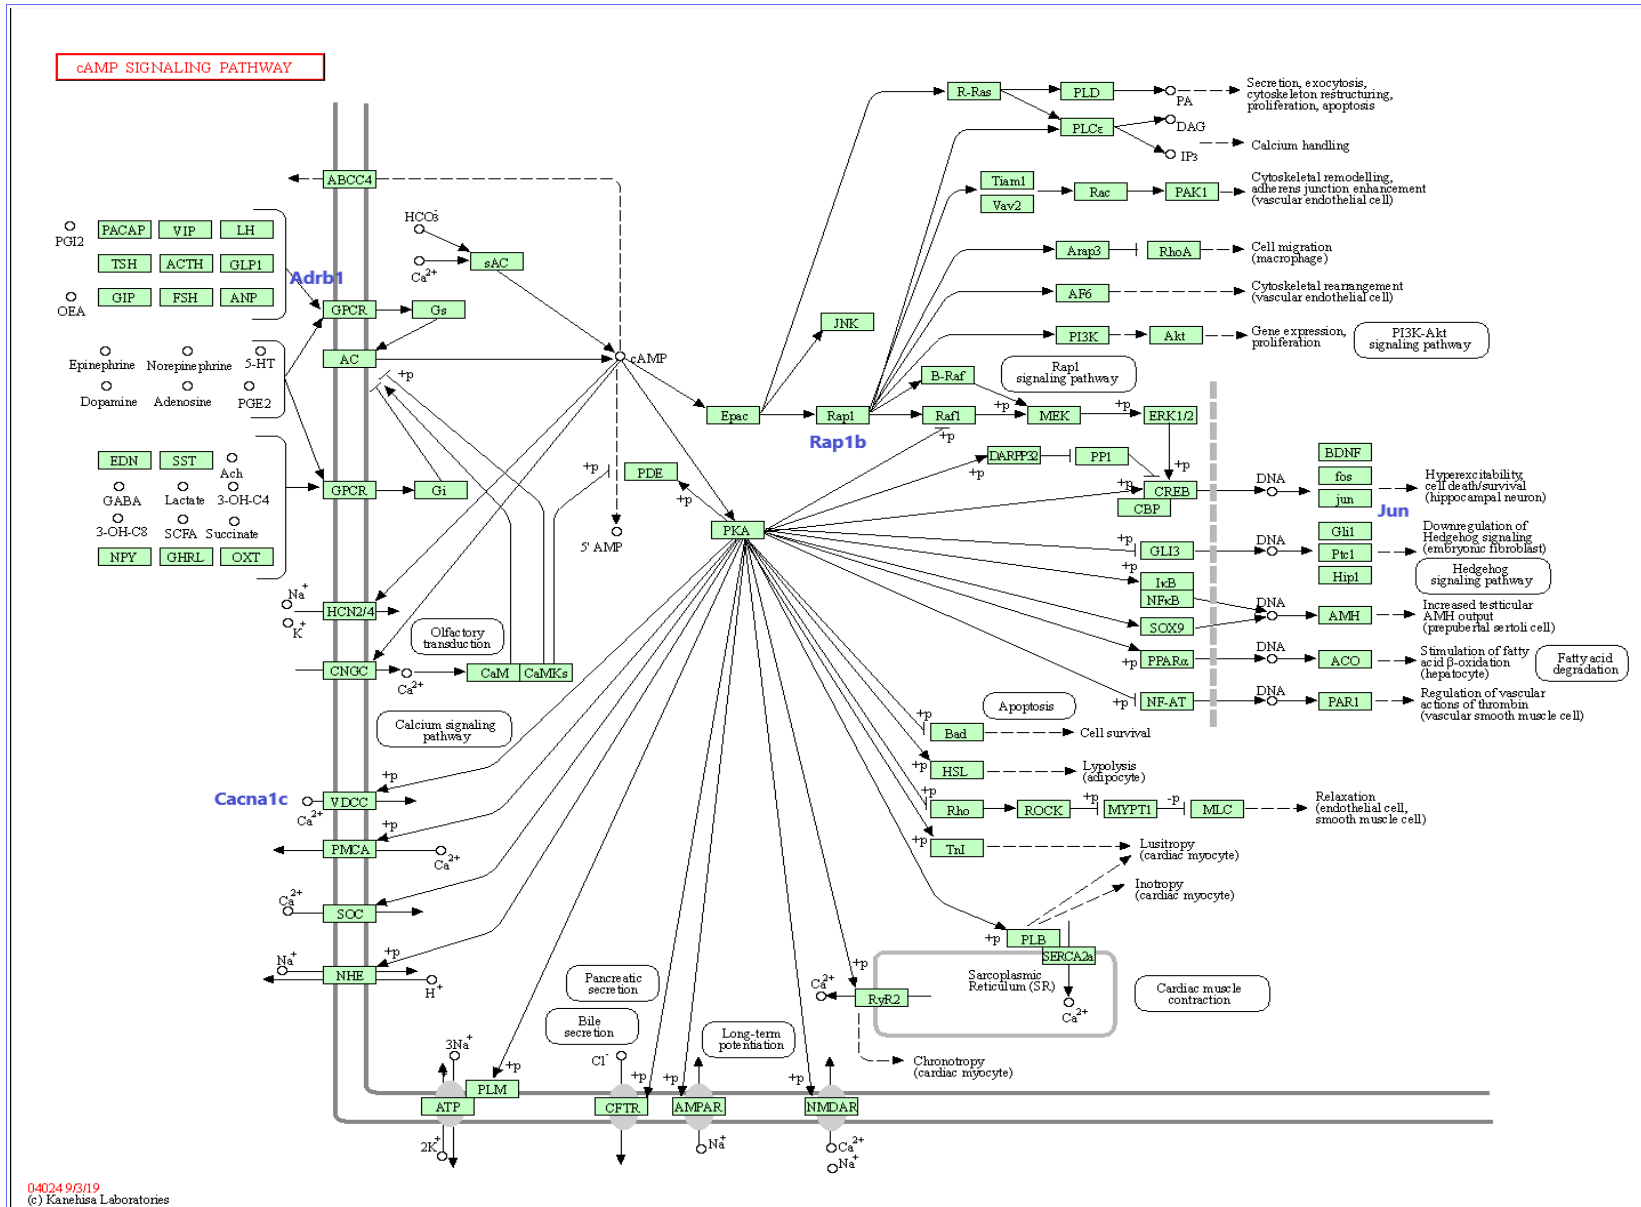 cAMP SIGNALING PATHWAY
R-Ras
PLD
PA
Secretion, exocytosis,
cytoskeleton restructuring,
proliferation, apoptosis
PLCε
DAG
IP3
Calcium handling
ABCC4
Tiam1
Vav2
Rac
PAK1
Cytoskeletal remodelling,
adherens junction enhancement
(vascular endothelial cell)
PGI2
PACAP
VIP
LH
HCO3-
TSH
ACTH
GLP1
Adrb1
Ca2+
sAC
Arap3
RhoA
Cell migration
(macrophage)
OEA
GIP
FSH
ANP
GPCR
Gs
AF6
Cytoskeletal rearrangement
(vascular endothelial cell)
JNK
PI3K
Akt
Gene expression,
proliferation
PI3K-Akt
signaling pathway
Epinephrine
Norepinephrine
5-HT
AC
cAMP
+p
Dopamine
Adenosine
PGE2
B-Raf
Rap1
signaling pathway
Epac
Rap1
Raf1
+p
MEK
+p
ERK1/2
Rap1b
+p
EDN
SST
Ach
GABA
Lactate
3-OH-C4
GPCR
Gi
+p
PDE
+p
DARPP32
+p
PP1
+p
+p
CREB
CBP
DNA
BDNF
fos
jun
Jun
Hyperexcitability,
cell death/survival
(hippocampal neuron)
3-OH-C8
SCFA
Succinate
5' AMP
PKA
NPY
GHRL
OXT
+p
GLI3
DNA
Gli1
Ptc1
Hip1
Downregulation of
Hedgehog signaling
(embryonic fibroblast)
Hedgehog
signaling pathway
Na+
K+
HCN2/4
+p
IκB
NFκB
SOX9
DNA
AMH
Increased testticular
AMH output
(prepubertal sertoli cell)
Olfactory
transduction
CNGC
Ca2+
CaM
CaMKs
+p
PPARα
DNA
ACO
Stimulation of fatty
acid β-oxidation
(hepatocyte)
Fatty acid
degradation
+p
NF-AT
DNA
PAR1
Regulation of vascular
actions of thrombin
(vascular smooth muscle cell)
Calcium signaling
pathway
Apoptosis
+p
Bad
Cell survival
+p
HSL
Lypolysis
(adipocyte)
Cacna1c
Ca2+
VDCC
+p
+p
Rho
ROCK
+p
MYPT1
-p
MLC
Relaxation
(endothelial cell,
smooth muscle cell)
PMCA
+p
Ca2+
+p
TnI
Lusitropy
(cardiac myocyte)
Inotropy
(cardiac myocyte)
Ca2+
SOC
+p
PLB
SERCA2a
Na+
NHE
+p
H+
Pancreatic
secretion
Bile
secretion
Long-term
potentiation
+p
Ca2+
RyR2
Sarcoplasmic
Reticulum (SR)
Ca2+
Cardiac muscle
contraction
Chronotropy
(cardiac myocyte)
3Na+
+p
PLM
ATP
2K+
Cl-
+p
CFTR
+p
AMPAR
Na+
+p
NMDAR
Ca2+
Na+
04024 9/3/19
(c) Kanehisa Laboratories